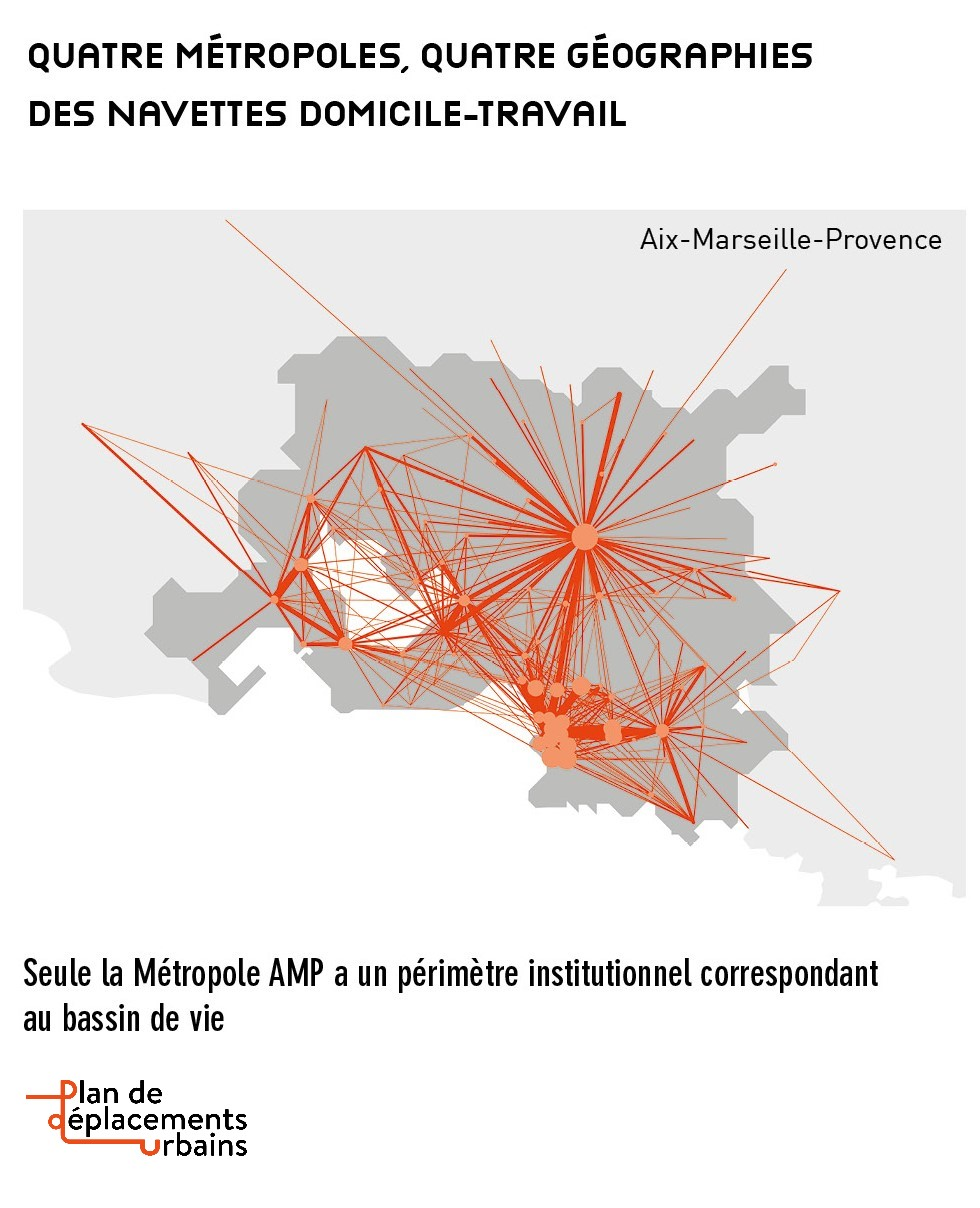 QUATRE MÉTROPOLES, QUATRE GÉOGRAPHIES
DES NAVETTES DOMICILE-TRAVAIL
Aix-Marseille-Provence
Seule la Métropole AMP a un périmètre institutionnel correspondant
au bassin de vie
Plan de
déplacements
urbains